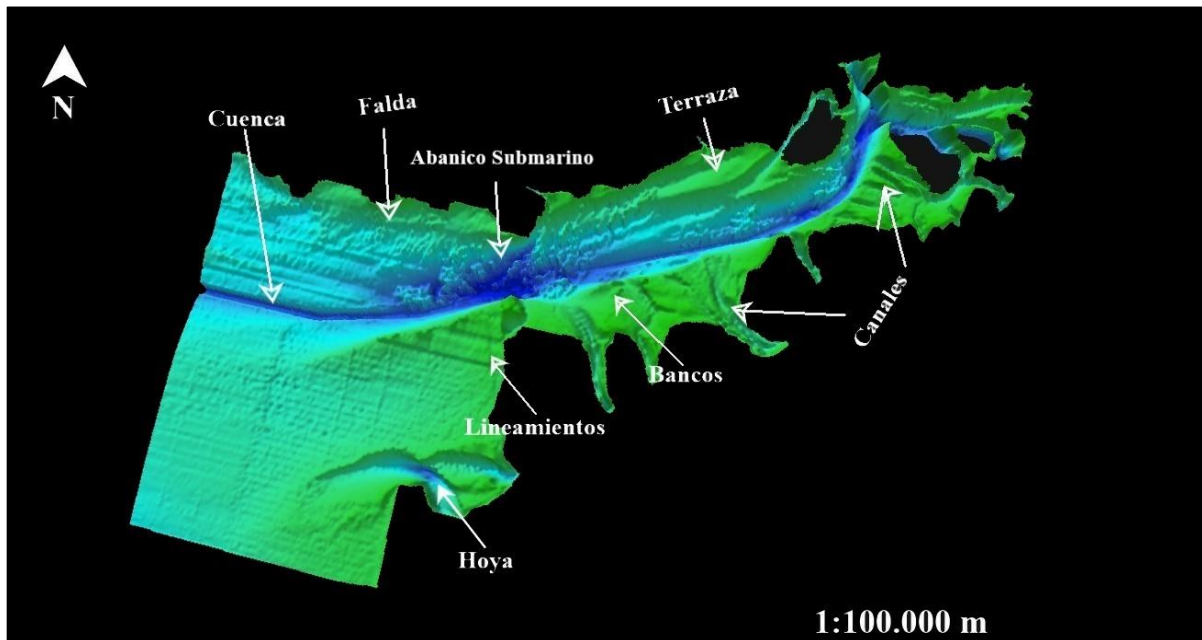 N
Cuenca
Falda
Abanico Submarino
Terraza
Canales
Bancos
Lineamientos
Hoya
1:100.000 m